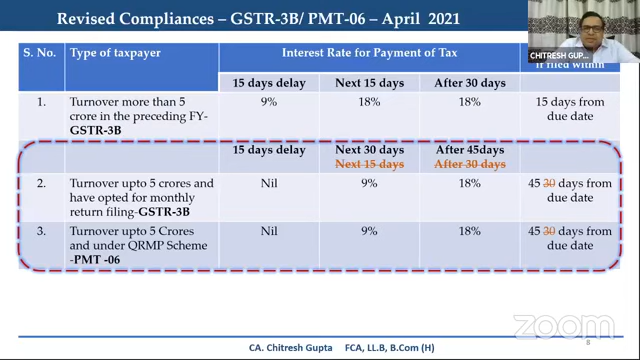 Revised Compliances – GSTR-3B/ PMT-06 – April 2021
CHITRESH GUP...
S. No.
Type of taxpayer
Interest Rate for Payment of Tax
if filed within
15 days delay
Next 15 days
After 30 days
1.
Turnover more than 5
crore in the preceding FY-
GSTR-3B
9%
18%
18%
15 days from
due date
15 days delay
Next 30 days
Next 15 days
After 45days
After 30 days
2.
Turnover upto 5 crores and
have opted for monthly
return filing-GSTR-3B
Nil
9%
18%
45 30 days from
due date
3.
Turnover upto 5 Crores
and under QRMP Scheme
-PMT -06
Nil
9%
18%
45 30 days from
due date
zoom
8
CA. Chitresh Gupta FCA, LL.B, B.Com (H)